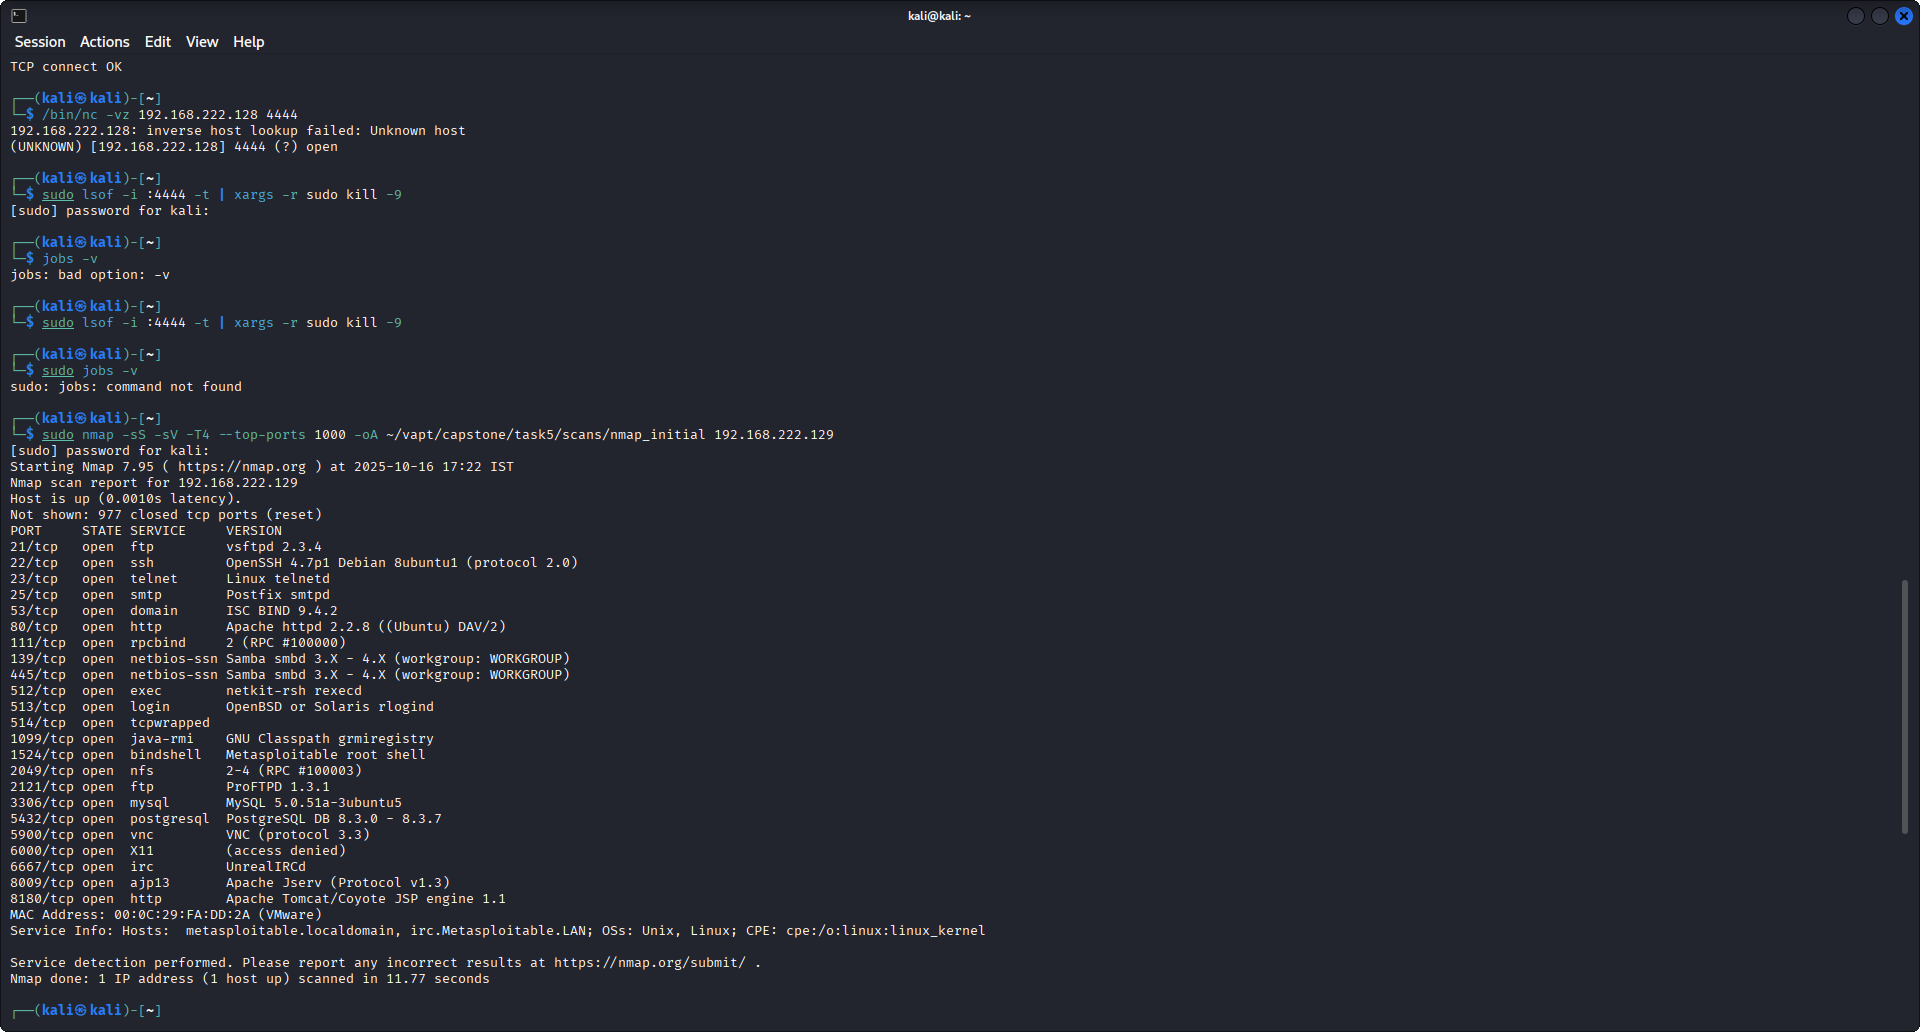 kali@kali: ~
Session Actions Edit View Help
TCP connect OK
┌──(kali㉿kali)-[~]
└─$ /bin/nc -vz 192.168.222.128 4444
192.168.222.128: inverse host lookup failed: Unknown host
(UNKNOWN) [192.168.222.128] 4444 (?) open
┌──(kali㉿kali)-[~]
└─$ sudo lsof -i :4444 -t | xargs -r sudo kill -9
[sudo] password for kali:
┌──(kali㉿kali)-[~]
└─$ jobs -v
jobs: bad option: -v
┌──(kali㉿kali)-[~]
└─$ sudo lsof -i :4444 -t | xargs -r sudo kill -9
┌──(kali㉿kali)-[~]
└─$ sudo jobs -v
sudo: jobs: command not found
┌──(kali㉿kali)-[~]
└─$ sudo nmap -sS -sV -T4 --top-ports 1000 -oA ~/vapt/capstone/task5/scans/nmap_initial 192.168.222.129
[sudo] password for kali:
Starting Nmap 7.95 ( https://nmap.org ) at 2025-10-16 17:22 IST
Nmap scan report for 192.168.222.129
Host is up (0.0010s latency).
Not shown: 977 closed tcp ports (reset)
PORT     STATE SERVICE     VERSION
21/tcp   open  ftp         vsftpd 2.3.4
22/tcp   open  ssh         OpenSSH 4.7p1 Debian 8ubuntu1 (protocol 2.0)
23/tcp   open  telnet      Linux telnetd
25/tcp   open  smtp        Postfix smtpd
53/tcp   open  domain      ISC BIND 9.4.2
80/tcp   open  http        Apache httpd 2.2.8 ((Ubuntu) DAV/2)
111/tcp  open  rpcbind     2 (RPC #100000)
139/tcp  open  netbios-ssn Samba smbd 3.X - 4.X (workgroup: WORKGROUP)
445/tcp  open  netbios-ssn Samba smbd 3.X - 4.X (workgroup: WORKGROUP)
512/tcp  open  exec        netkit-rsh rexecd
513/tcp  open  login       OpenBSD or Solaris rlogind
514/tcp  open  tcpwrapped
1099/tcp open  java-rmi    GNU Classpath grmiregistry
1524/tcp open  bindshell   Metasploitable root shell
2049/tcp open  nfs         2-4 (RPC #100003)
2121/tcp open  ftp         ProFTPD 1.3.1
3306/tcp open  mysql       MySQL 5.0.51a-3ubuntu5
5432/tcp open  postgresql  PostgreSQL DB 8.3.0 - 8.3.7
5900/tcp open  vnc         VNC (protocol 3.3)
6000/tcp open  X11         (access denied)
6667/tcp open  irc         UnrealIRCd
8009/tcp open  ajp13       Apache Jserv (Protocol v1.3)
8180/tcp open  http        Apache Tomcat/Coyote JSP engine 1.1
MAC Address: 00:0C:29:FA:DD:2A (VMware)
Service Info: Hosts:  metasploitable.localdomain, irc.Metasploitable.LAN; OSs: Unix, Linux; CPE: cpe:/o:linux:linux_kernel
Service detection performed. Please report any incorrect results at https://nmap.org/submit/ .
Nmap done: 1 IP address (1 host up) scanned in 11.77 seconds
┌──(kali㉿kali)-[~]